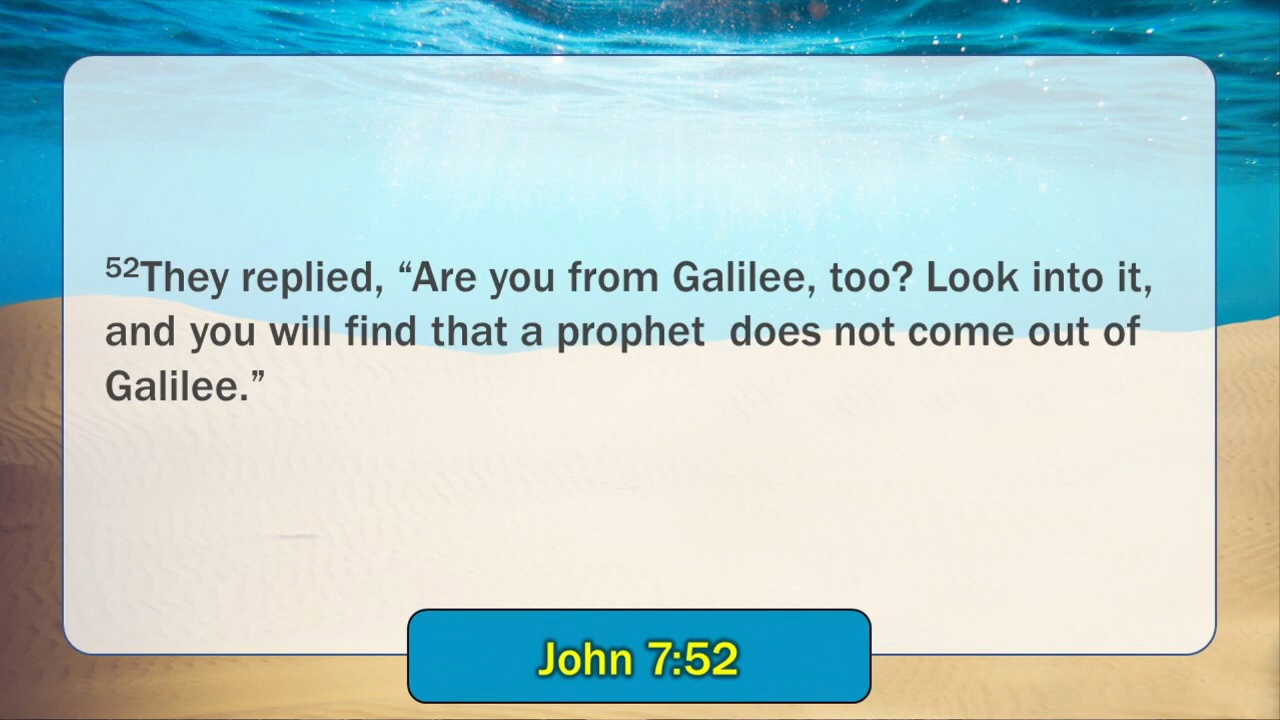 ⁵²They replied, “Are you from Galilee, too? Look into it,
and you will find that a prophet  does not come out of
Galilee.”
John 7:52